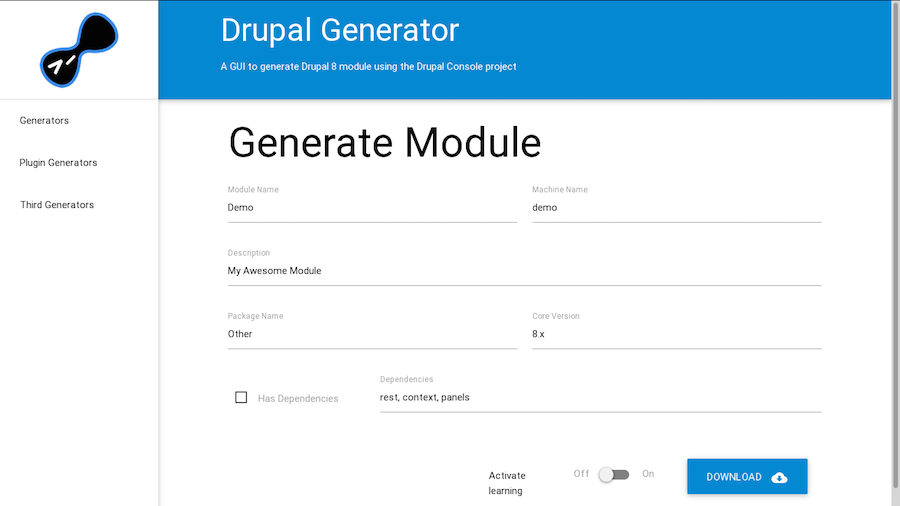 Drupal Generator
A GUI to generate Drupal 8 module using the Drupal Console project
Generators
Plugin Generators
Third Generators
Generate Module
Module Name
Machine Name
Demo
demo
Description
My Awesome Module
Package Name
Core Version
Other
8.x
Has Dependencies
Dependencies
rest, context, panels
Activate
learning
Off
On
DOWNLOAD